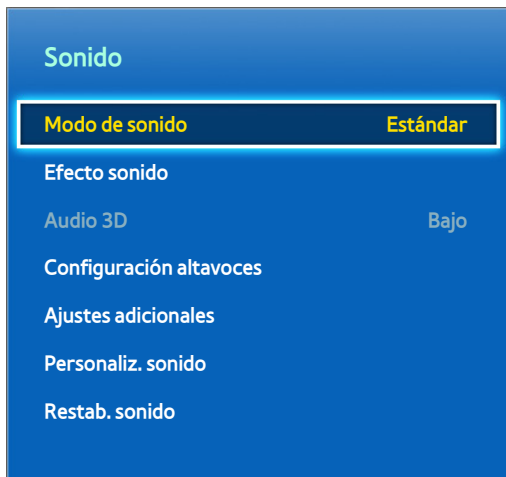 Sonido
Modo de sonido Estándar
Efecto sonido
Audio 3D Bajo
Configuración altavoces
Ajustes adicionales
Personaliz. sonido
Restab. sonido